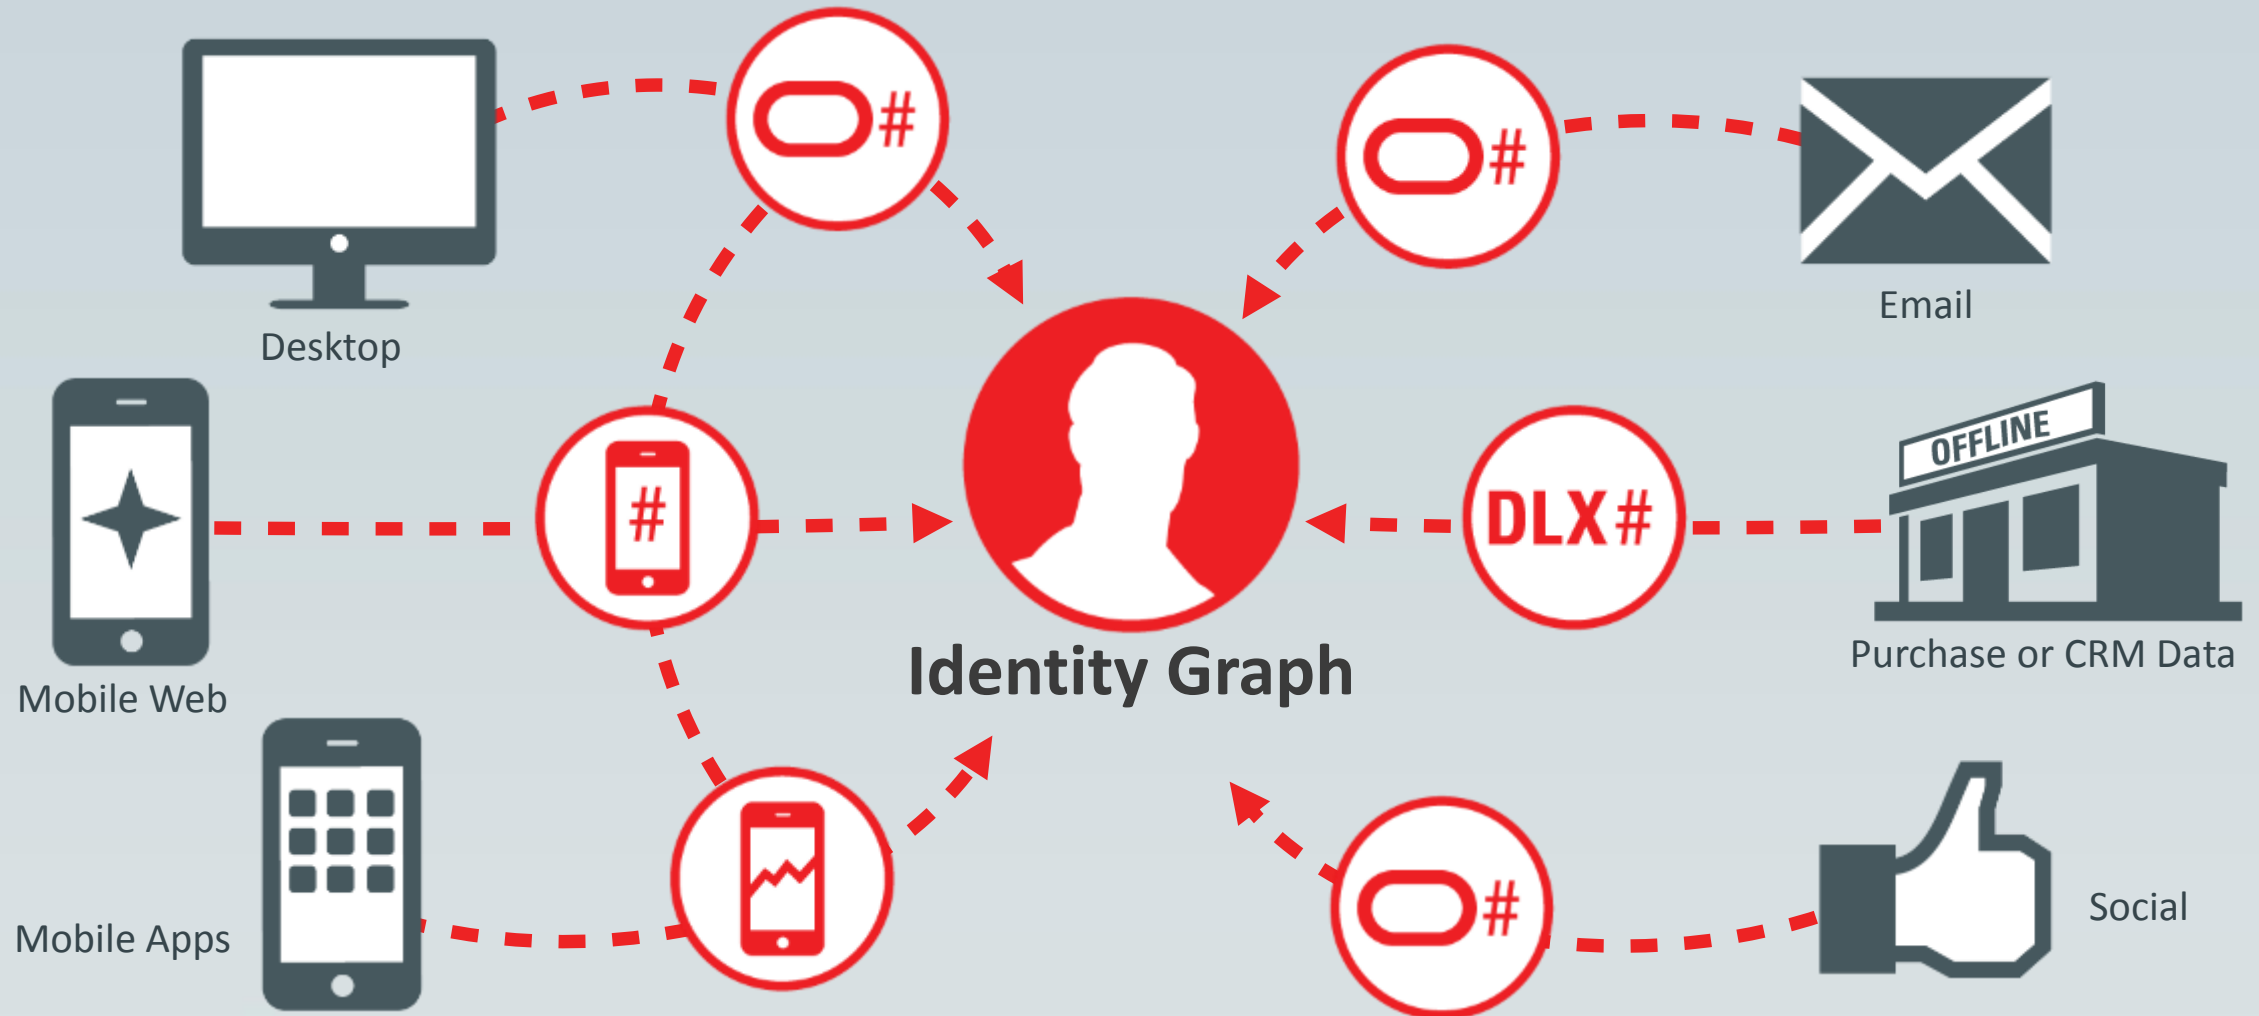 #
#
Desktop
Email
OFFLINE
#
DLX#
Identity Graph
Purchase or CRM Data
Mobile Web
#
Social
Mobile Apps